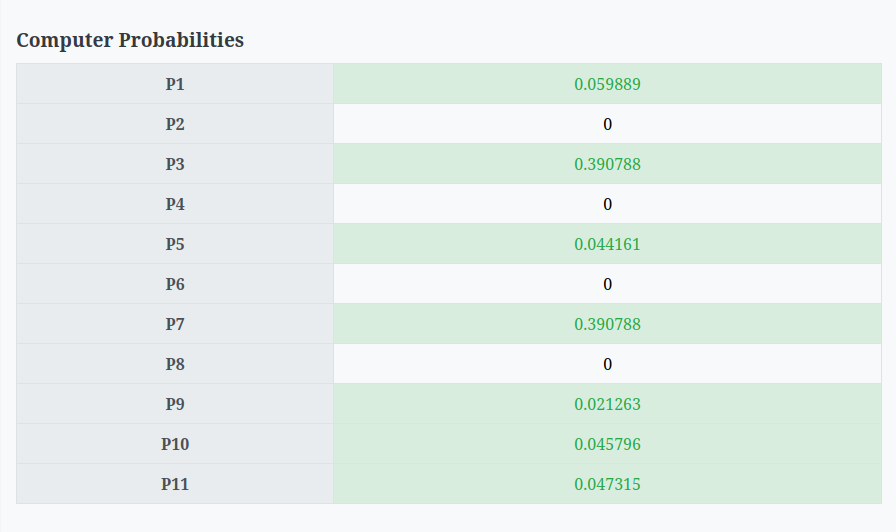 Computer Probabilities
P1 0.059889
P2 0
P3 0.390788
P4 0
P5 0.044161
P6 0
P7 0.390788
P8 0
P9 0.021263
P10 0.045796
P11 0.047315